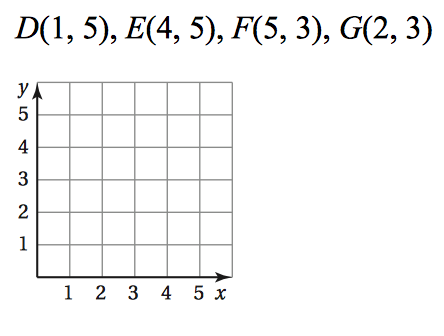 D(1, 5), E(4, 5), F(5, 3), G(2, 3)
y
5
4
3
2
1
1 2 3 4 5 x